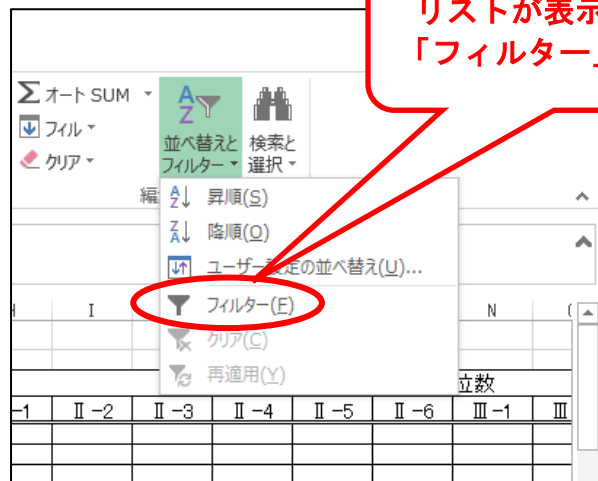 リストが表示
「フィルター」
Σ オート SUM
フィル
クリア
並べ替えと
フィルター
検索と
選択
編
昇順(S)
降順(O)
ユーザー設定の並べ替え(U)...
フィルター(F)
クリア(C)
再適用(Y)
I
N
位数
-1
Ⅱ-2
Ⅱ-3
Ⅱ-4
Ⅱ-5
Ⅱ-6
Ⅲ-1
Ⅲ